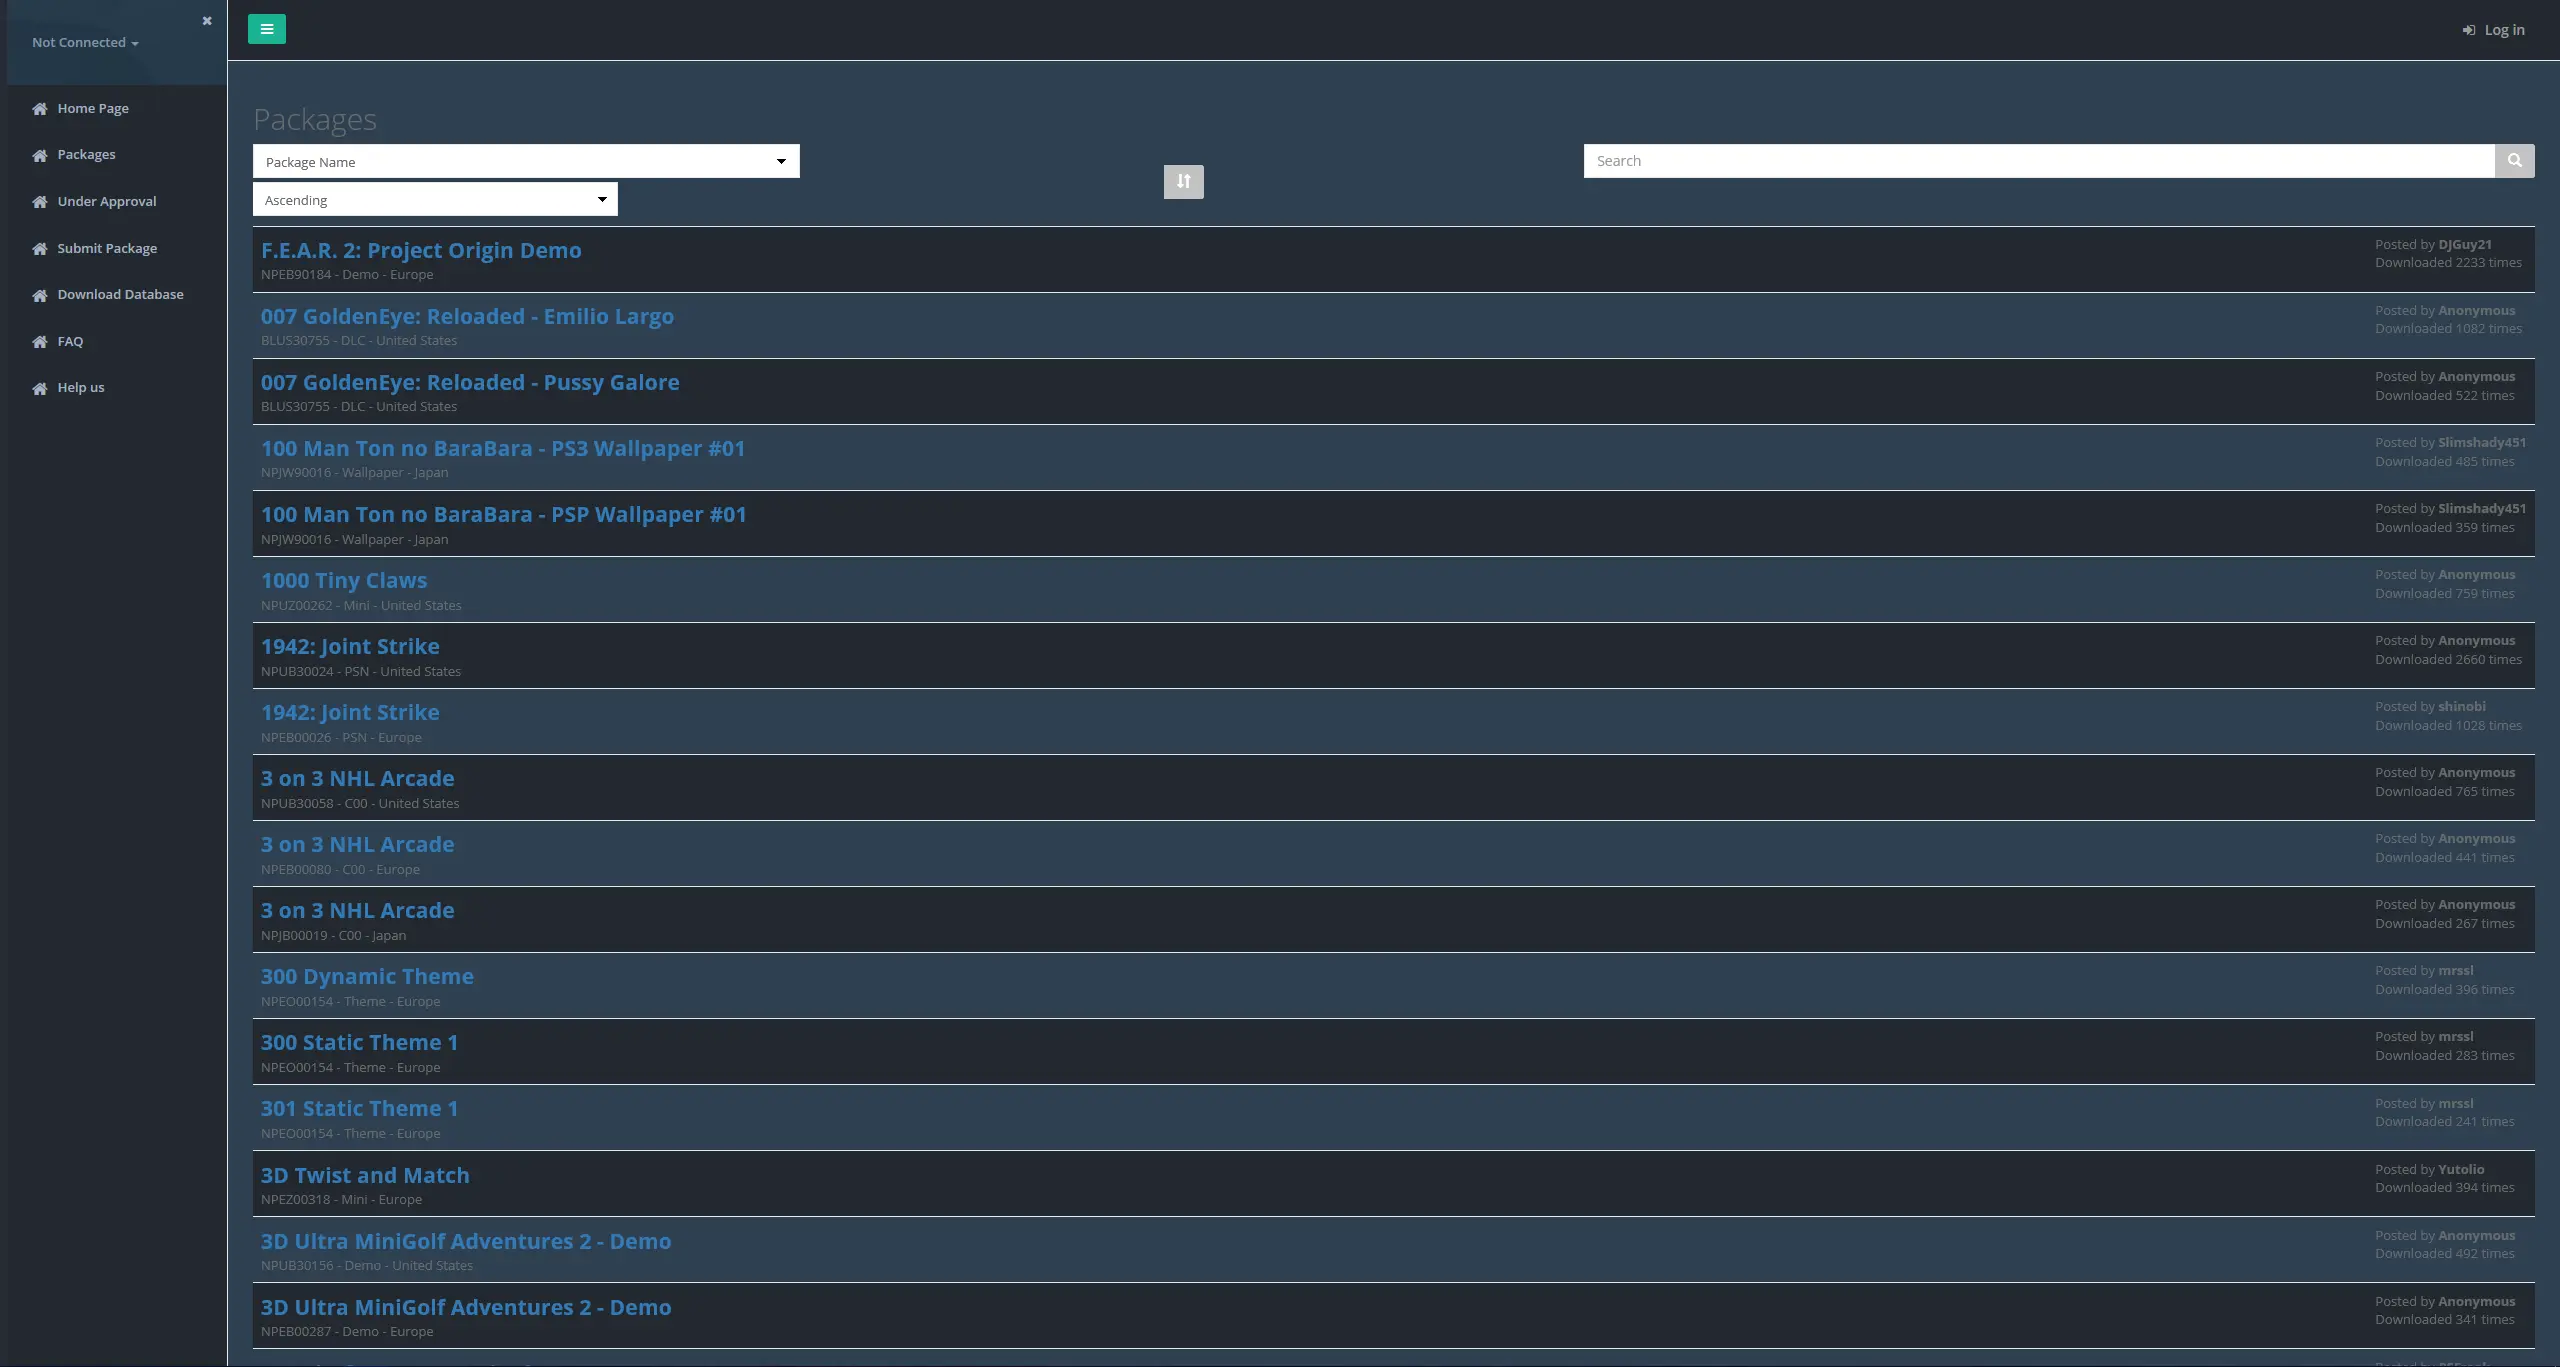 Not Connected
Home Page
Packages
Under Approval
Submit Package
Download Database
FAQ
Help us
Log in
Packages
Package Name
Ascending
Search
F.E.A.R. 2: Project Origin Demo
NPEB90184 - Demo - Europe
Posted by DJGuy21
Downloaded 2233 times
007 GoldenEye: Reloaded - Emilio Largo
BLUS30755 - DLC - United States
Posted by Anonymous
Downloaded 1082 times
007 GoldenEye: Reloaded - Pussy Galore
BLUS30755 - DLC - United States
Posted by Anonymous
Downloaded 522 times
100 Man Ton no BaraBara - PS3 Wallpaper #01
NPJW90016 - Wallpaper - Japan
Posted by Slimshady451
Downloaded 485 times
100 Man Ton no BaraBara - PSP Wallpaper #01
NPJW90016 - Wallpaper - Japan
Posted by Slimshady451
Downloaded 359 times
1000 Tiny Claws
NPUZ00262 - Mini - United States
Posted by Anonymous
Downloaded 759 times
1942: Joint Strike
NPUB30024 - PSN - United States
Posted by Anonymous
Downloaded 2660 times
1942: Joint Strike
NPEB00026 - PSN - Europe
Posted by shinobi
Downloaded 1028 times
3 on 3 NHL Arcade
NPUB30058 - C00 - United States
Posted by Anonymous
Downloaded 765 times
3 on 3 NHL Arcade
NPEB00080 - C00 - Europe
Posted by Anonymous
Downloaded 441 times
3 on 3 NHL Arcade
NPJB00019 - C00 - Japan
Posted by Anonymous
Downloaded 267 times
300 Dynamic Theme
NPEO00154 - Theme - Europe
Posted by mrssl
Downloaded 396 times
300 Static Theme 1
NPEO00154 - Theme - Europe
Posted by mrssl
Downloaded 283 times
301 Static Theme 1
NPEO00154 - Theme - Europe
Posted by mrssl
Downloaded 241 times
3D Twist and Match
NPEZ00318 - Mini - Europe
Posted by Yutolio
Downloaded 394 times
3D Ultra MiniGolf Adventures 2 - Demo
NPUB30156 - Demo - United States
Posted by Anonymous
Downloaded 492 times
3D Ultra MiniGolf Adventures 2 - Demo
NPEB00287 - Demo - Europe
Posted by Anonymous
Downloaded 341 times